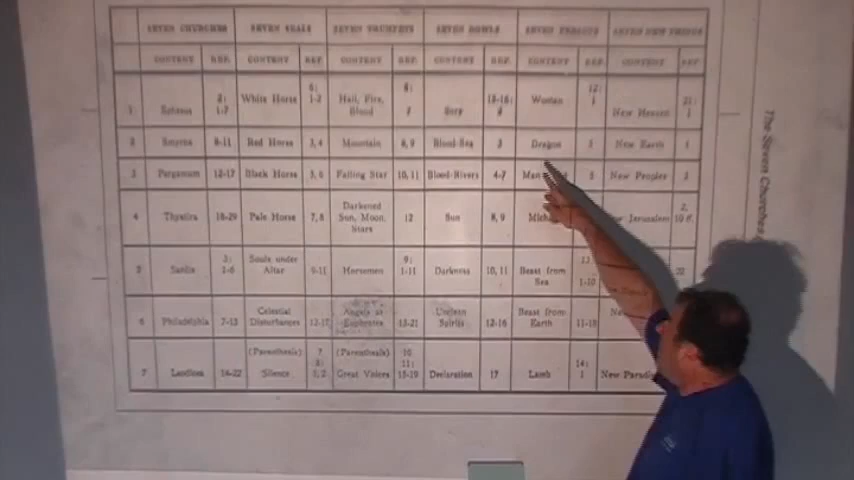 SEVEN CHURCHES SEVEN SEALS SEVEN TRUMPETS SEVEN BOWLS SEVEN SEVEN NEW THINGS
CONTENT REF. CONTENT REF. CONTENT REF. CONTENT REF. CONTENT REF. CONTENT REF.
1 Ephesus 2: 1-7 White Horse 6: 1-2 Hail, Fire, Blood 8: 7 Woman 12: 1 New Heaven 21: 1
2 Smyrna 8-11 Red Horse 3, 4 Mountain 8, 9 Blood-Sea 3 Dragon 3 New Earth 1
3 Pergamum 12-17 Black Horse 5, 6 Falling Star 10, 11 Blood-Rivers 4-7 Man 5 New Peoples 3
4 Thyatira 18-29 Pale Horse 7, 8 Darkened Sun, Moon, Stars 12 Sun 8, 9 Jerusalem 2, 10 ff.
5 Sardis 3: 1-6 Souls under Altar 9-11 Horsemen 9: 1-11 Darkness 10, 11 Beast from Sea 1-10 22
6 Philadelphia 7-13 Celestial Disturbances 12-17 Angels at Euphrates 13-21 Unclean Spirits 12-16 Beast from Earth 11-18
7 Laodicea 14-22 (Parenthesis) Silence 7 8: 1, 2 (Parenthesis) Great Voices 10 11: 15-19 Declaration 17 Lamb 14: 1 New
The Seven Churches